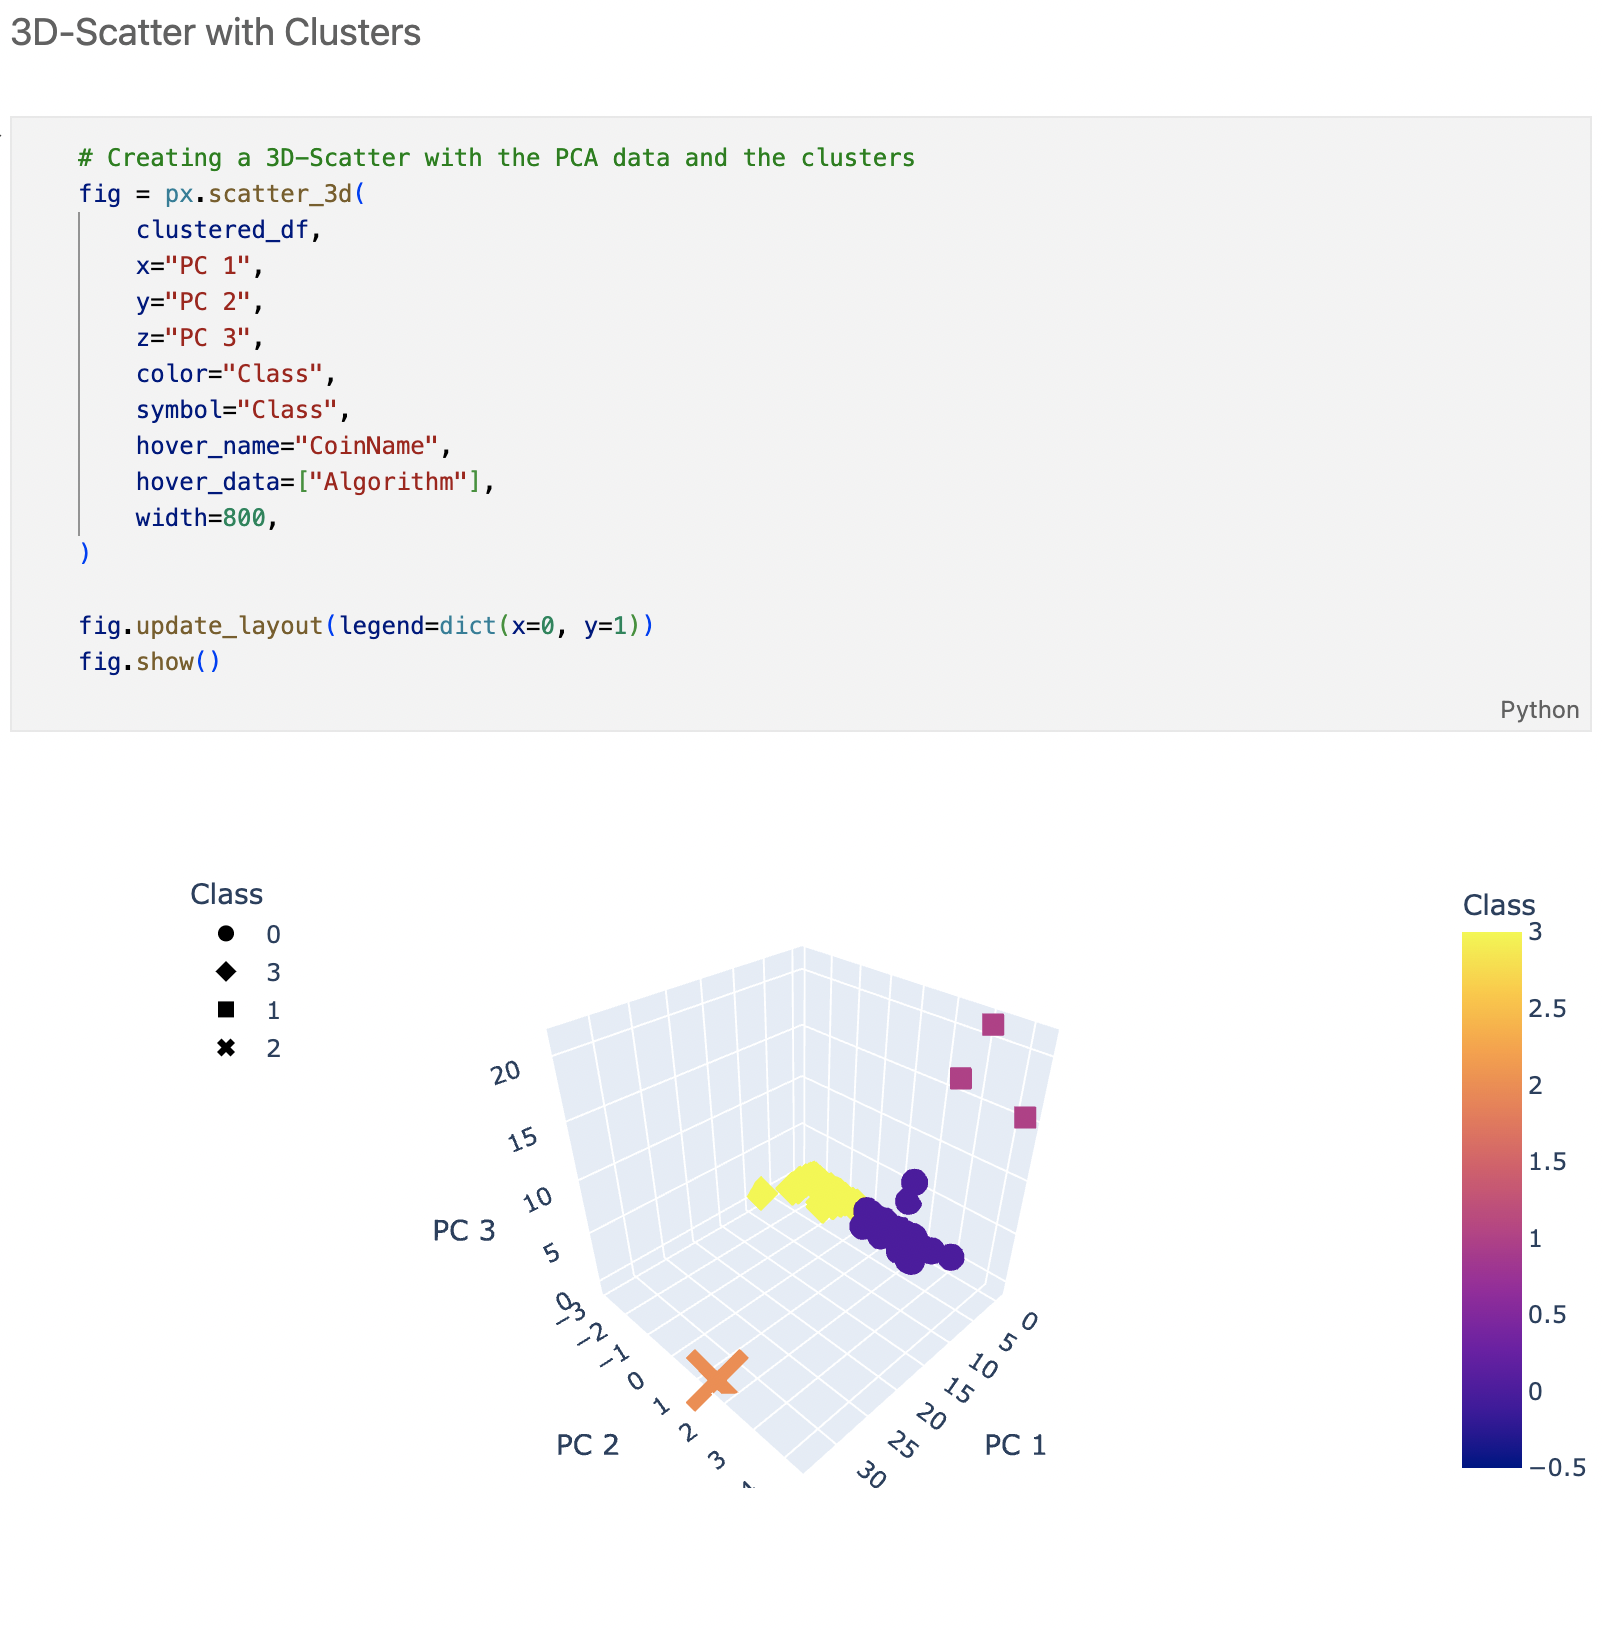 3D-Scatter with Clusters
# Creating a 3D-Scatter with the PCA data and the clusters
fig = px.scatter_3d(
    clustered_df,
    x="PC 1",
    y="PC 2",
    z="PC 3",
    color="Class",
    symbol="Class",
    hover_name="CoinName",
    hover_data=["Algorithm"],
    width=800,
)
fig.update_layout(legend=dict(x=0, y=1))
fig.show()
Python
Class
0
3
1
2
20
15
10
5
0
PC 3
−3
−2
−1
0
1
2
3
PC 2
0
5
10
15
20
25
30
PC 1
Class
3
2.5
2
1.5
1
0.5
0
−0.5